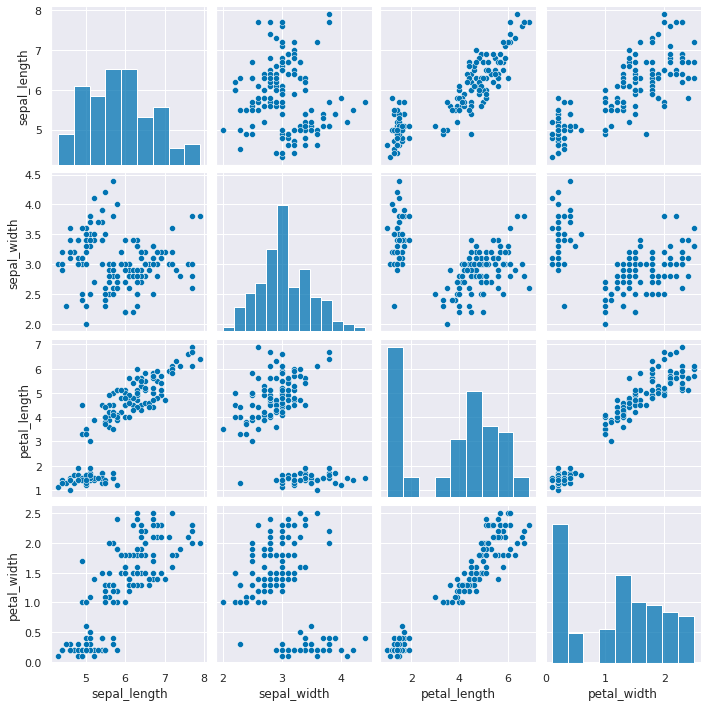 8
7
6
5
sepal_length
4.5
4.0
3.5
3.0
2.5
2.0
sepal_width
7
6
5
4
3
2
1
petal_length
2.5
2.0
1.5
1.0
0.5
0.0
petal_width
5 6 7 8
sepal_length
2 3 4
sepal_width
2 4 6
petal_length
0 1 2
petal_width